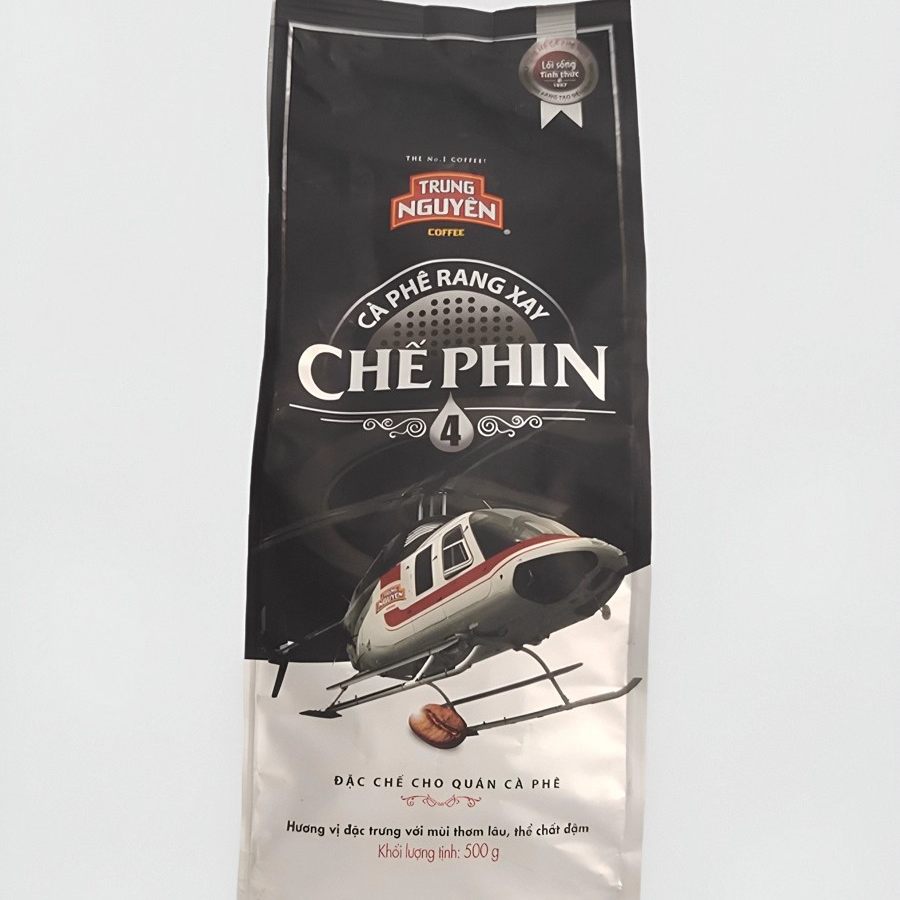 Lối sống
Tỉnh thức
THE No.1 COFFEE!
TRUNG
NGUYÊN
COFFEE
CÀ PHÊ RANG XAY
CHẾ PHIN
4
TRUNG
NGUYÊN
ĐẶC CHẾ CHO QUÁN CÀ PHÊ
Hương vị đặc trưng với mùi thơm lâu, thể chất đậm
Khối lượng tịnh: 500 g